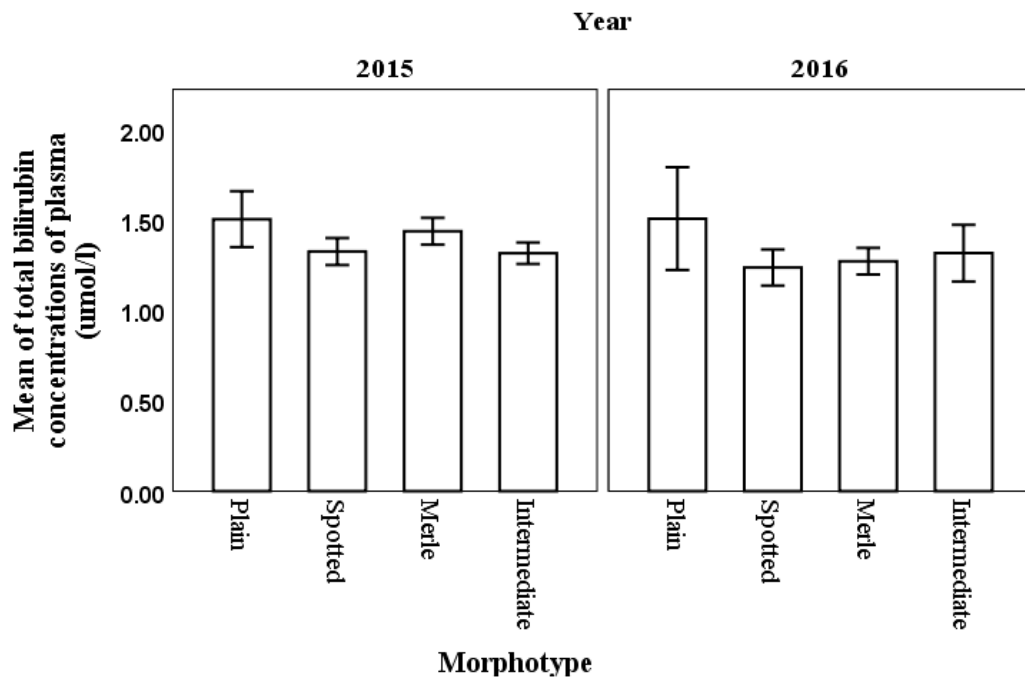 Year
2015
2016
Mean of total bilirubin
concentrations of plasma
(umol/l)
2.00
1.50
1.00
0.50
0.00
Plain
Spotted
Merle
Intermediate
Plain
Spotted
Merle
Intermediate
Morphotype